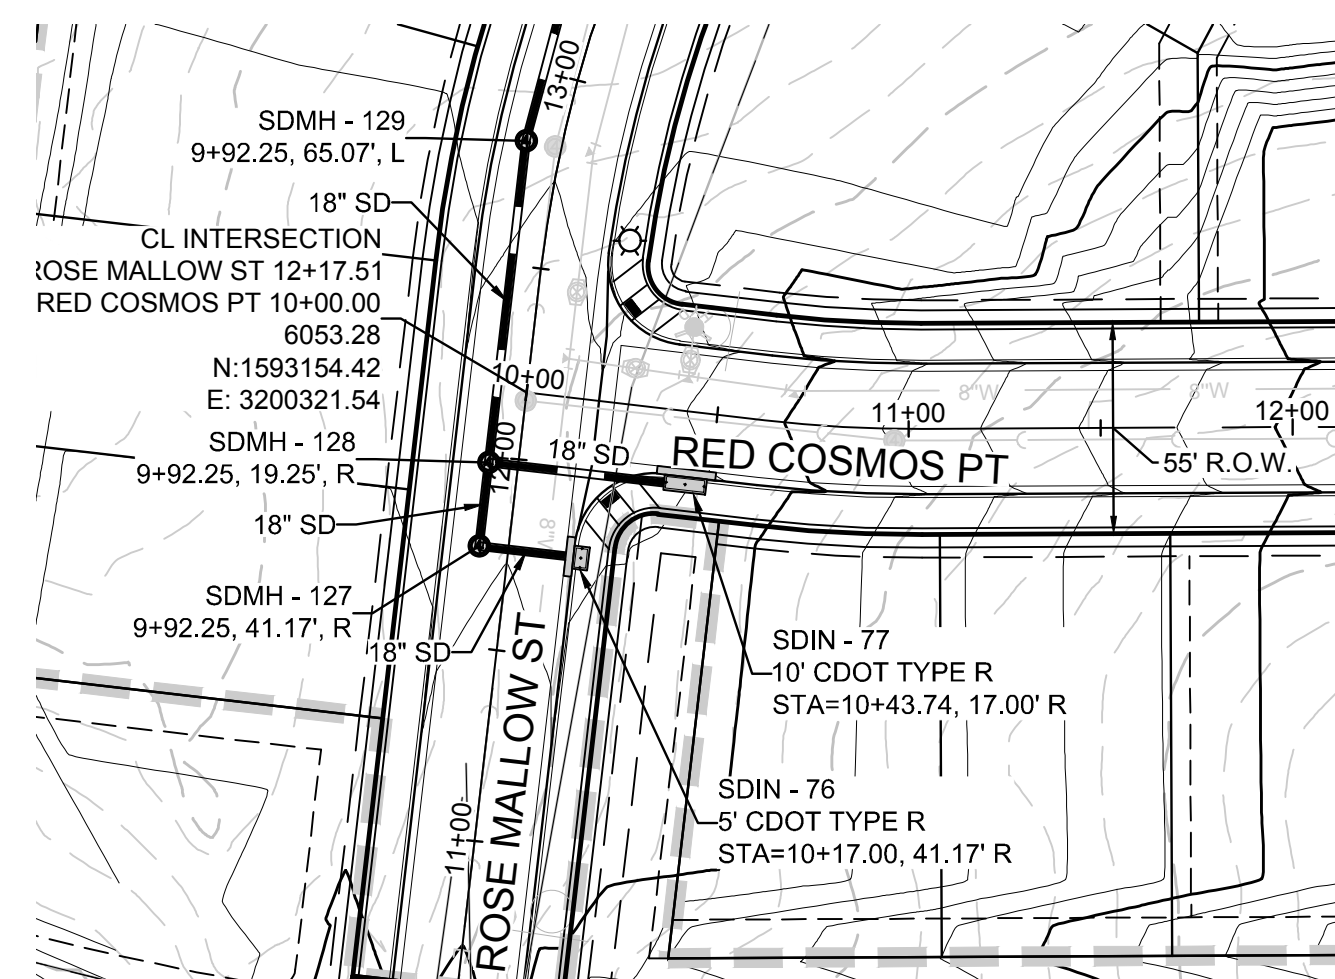 13+00
SDMH - 129
9+92.25, 65.07', L
18" SD
CL INTERSECTION
ROSE MALLOW ST 12+17.51
RED COSMOS PT 10+00.00
6053.28
N:1593154.42
E: 3200321.54
10+00
8"W
8"W
11+00
12+00
SDMH - 128
9+92.25, 19.25', R
12+00
18" SD
RED COSMOS PT
55' R.O.W.
18" SD
8"W
SDMH - 127
9+92.25, 41.17', R
18" SD
SDIN - 77
10' CDOT TYPE R
STA=10+43.74, 17.00' R
ROSE MALLOW ST
11+00
SDIN - 76
5' CDOT TYPE R
STA=10+17.00, 41.17' R